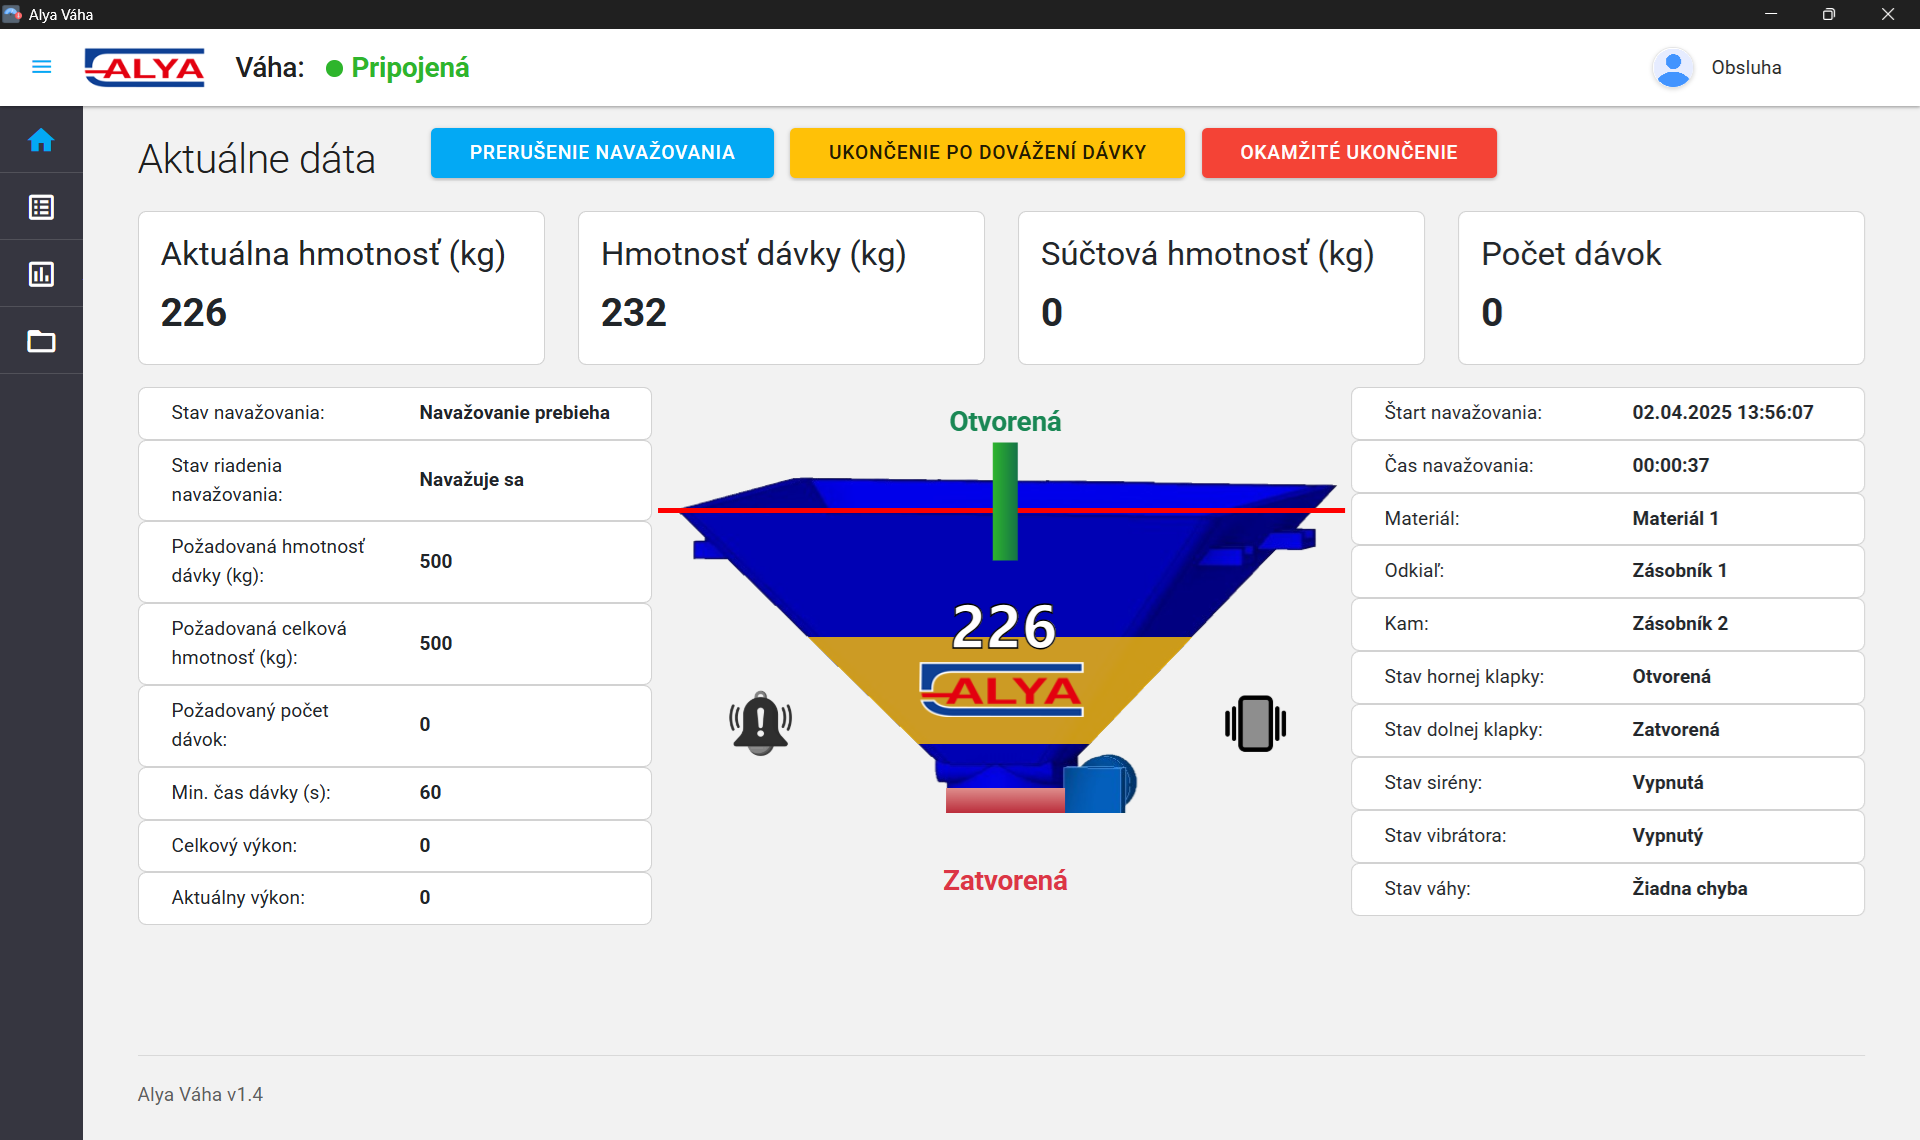 Alya Váha
ALYA
Váha: Pripojená
Obsluha
Aktuálne dáta
PRERUŠENIE NAVAŽOVANIA
UKONČENIE PO DOVÁŽENÍ DÁVKY
OKAMŽITÉ UKONČENIE
Aktuálna hmotnosť (kg)
226
Hmotnosť dávky (kg)
232
Súčtová hmotnosť (kg)
0
Počet dávok
0
Stav navažovania: Navažovanie prebieha
Stav riadenia
navažovania: Navažuje sa
Požadovaná hmotnosť
dávky (kg): 500
Požadovaná celková
hmotnosť (kg): 500
Požadovaný počet
dávok: 0
Min. čas dávky (s): 60
Celkový výkon: 0
Aktuálny výkon: 0
Otvorená
226
ALYA
Zatvorená
Štart navažovania: 02.04.2025 13:56:07
Čas navažovania: 00:00:37
Materiál: Materiál 1
Odkiaľ: Zásobník 1
Kam: Zásobník 2
Stav hornej klapky: Otvorená
Stav dolnej klapky: Zatvorená
Stav sirény: Vypnutá
Stav vibrátora: Vypnutý
Stav váhy: Žiadna chyba
Alya Váha v1.4